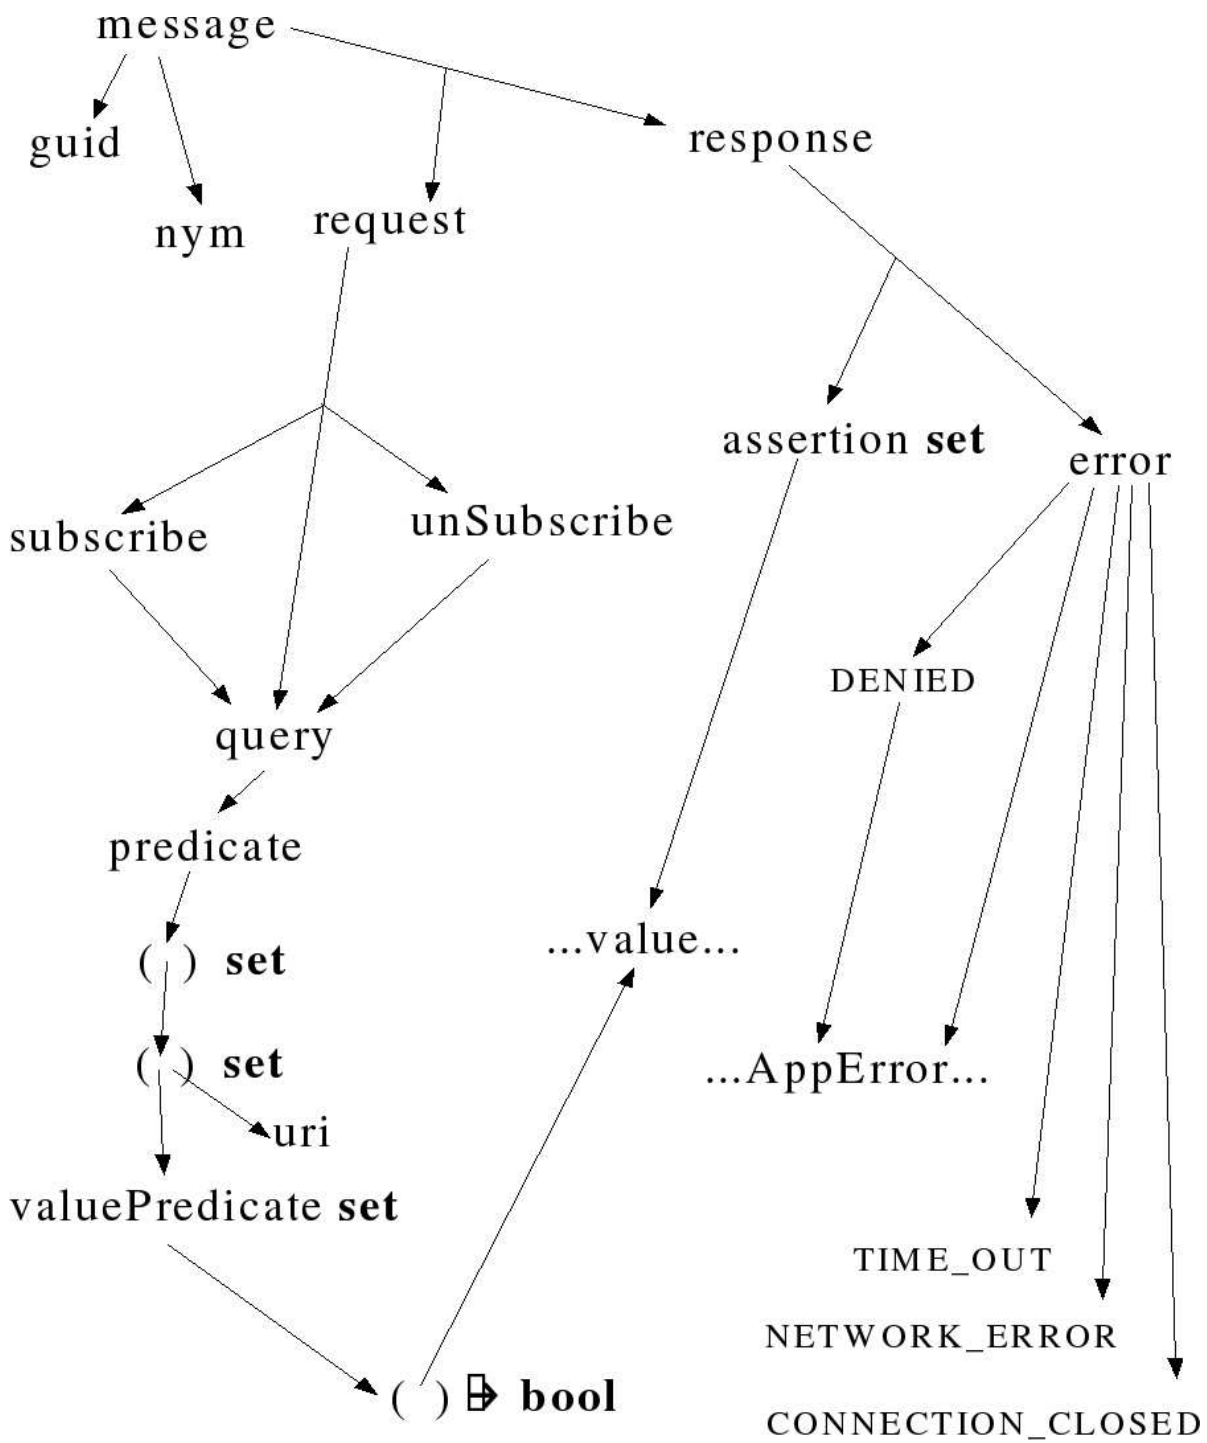 message
guid
response
nym
request
assertion set
error
subscribe
unSubscribe
DENIED
query
predicate
( ) set
...value...
( ) set
...AppError...
uri
valuePredicate set
TIME_OUT
NETWORK_ERROR
( ) → bool
CONNECTION_CLOSED